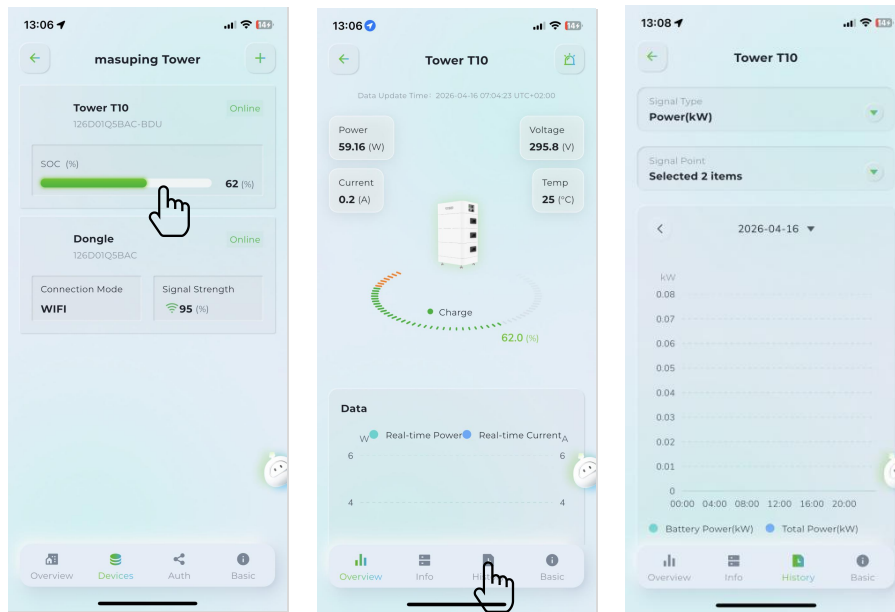 13:06
14
masuping Tower
+
Tower T10
Online
126D01Q5BAC-BDU
SOC (%)
62 (%)
Dongle
Online
126D01Q5BAC
Connection Mode
WIFI
Signal Strength
95 (%)
Overview
Devices
Auth
Basic
13:06
14
Tower T10
Data Update Time: 2026-04-16 07:04:23 UTC+02:00
Power
59.16 (W)
Voltage
295.8 (V)
Current
0.2 (A)
Temp
25 (°C)
Charge
62.0 (%)
Data
W
Real-time Power
Real-time Current
A
6
6
4
4
Overview
Info
Basic
13:08
14
Tower T10
Signal Type
Power(kW)
Signal Point
Selected 2 items
2026-04-16
kW
0.08
0.07
0.06
0.05
0.04
0.03
0.02
0.01
0
00:00 04:00 08:00 12:00 16:00 20:00
Battery Power(kW)
Total Power(kW)
Overview
Info
History
Basic